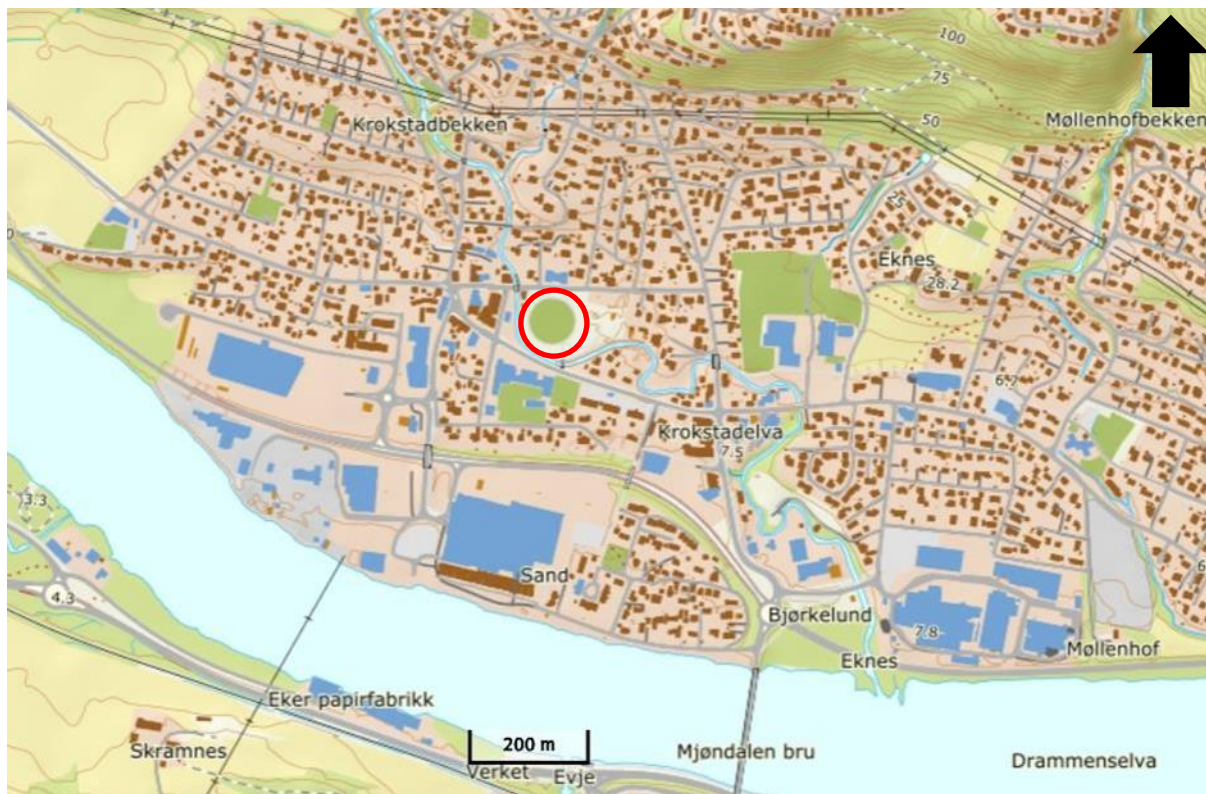 100
75
50
Krokstadbekken
Møllenhofbekken
25
Eknes
28.2
6.2
Krokstadelva
7.5
3.3
4.3
Sand
Bjørkelund
7.8
Eknes
Møllenhof
Eker papirfabrikk
Skramnes
200 m
Verket
Evje
Mjøndalen bru
Drammenselva